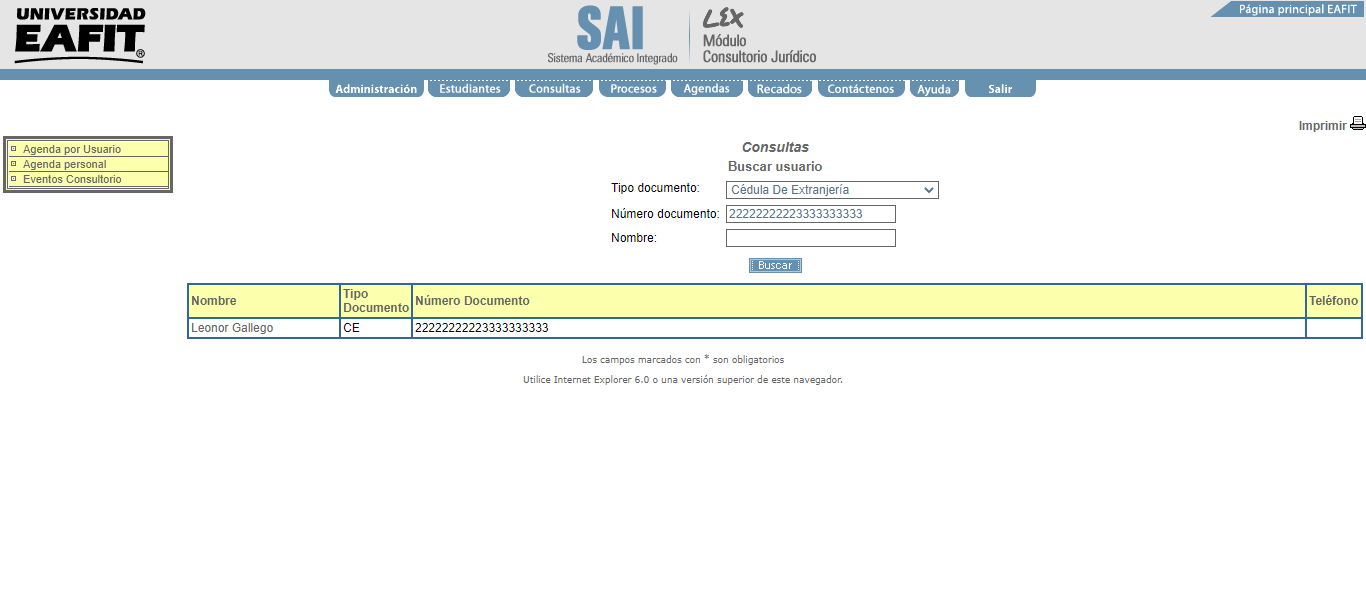 UNIVERSIDAD
EAFIT®
SAI
Sistema Académico Integrado
LEX
Módulo
Consultorio Jurídico
Página principal EAFIT
Administración Estudiantes Consultas Procesos Agendas Recados Contáctenos Ayuda Salir
Imprimir
Agenda por Usuario
Agenda personal
Eventos Consultorio
Consultas
Buscar usuario
Tipo documento: Cédula De Extranjería
Número documento: 22222222223333333333
Nombre:
Buscar
Nombre Tipo Documento Número Documento Teléfono
Leonor Gallego CE 22222222223333333333
Los campos marcados con * son obligatorios
Utilice Internet Explorer 6.0 o una versión superior de este navegador.